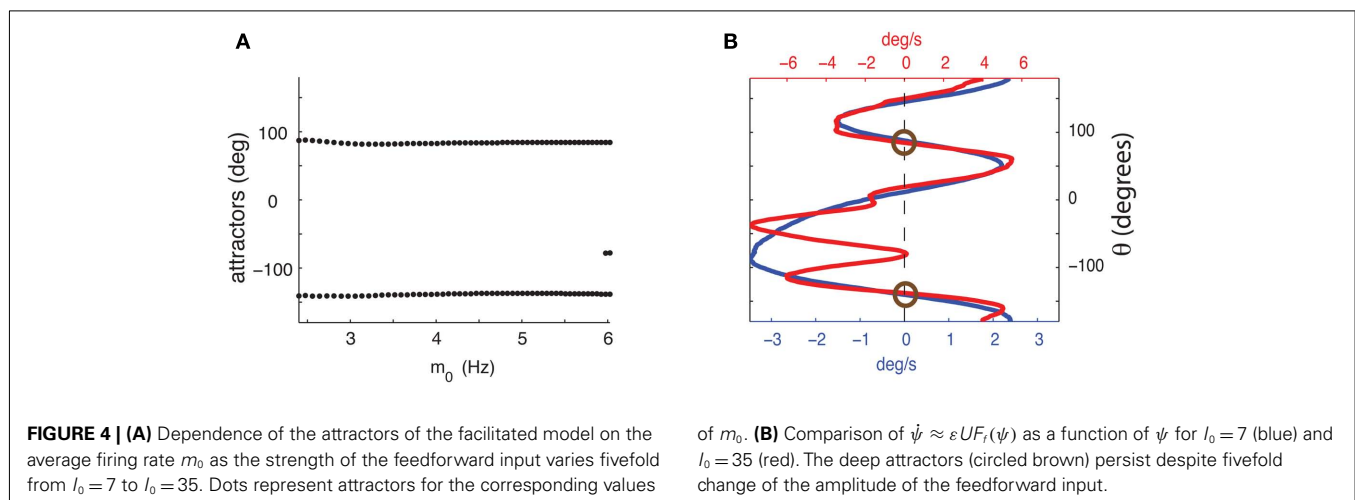 A
attractors (deg)
100
0
−100
3
4
5
6
m0 (Hz)
B
deg/s
−6 −4 −2 0 2 4 6
100
0
−100
θ (degrees)
−3 −2 −1 0 1 2 3
deg/s
FIGURE 4 | (A) Dependence of the attractors of the facilitated model on the
average firing rate m0 as the strength of the feedforward input varies fivefold
from I0 = 7 to I0 = 35. Dots represent attractors for the corresponding values
of m0. (B) Comparison of ψ̇ ≈ εUFf(ψ) as a function of ψ for I0 = 7 (blue) and
I0 = 35 (red). The deep attractors (circled brown) persist despite fivefold
change of the amplitude of the feedforward input.